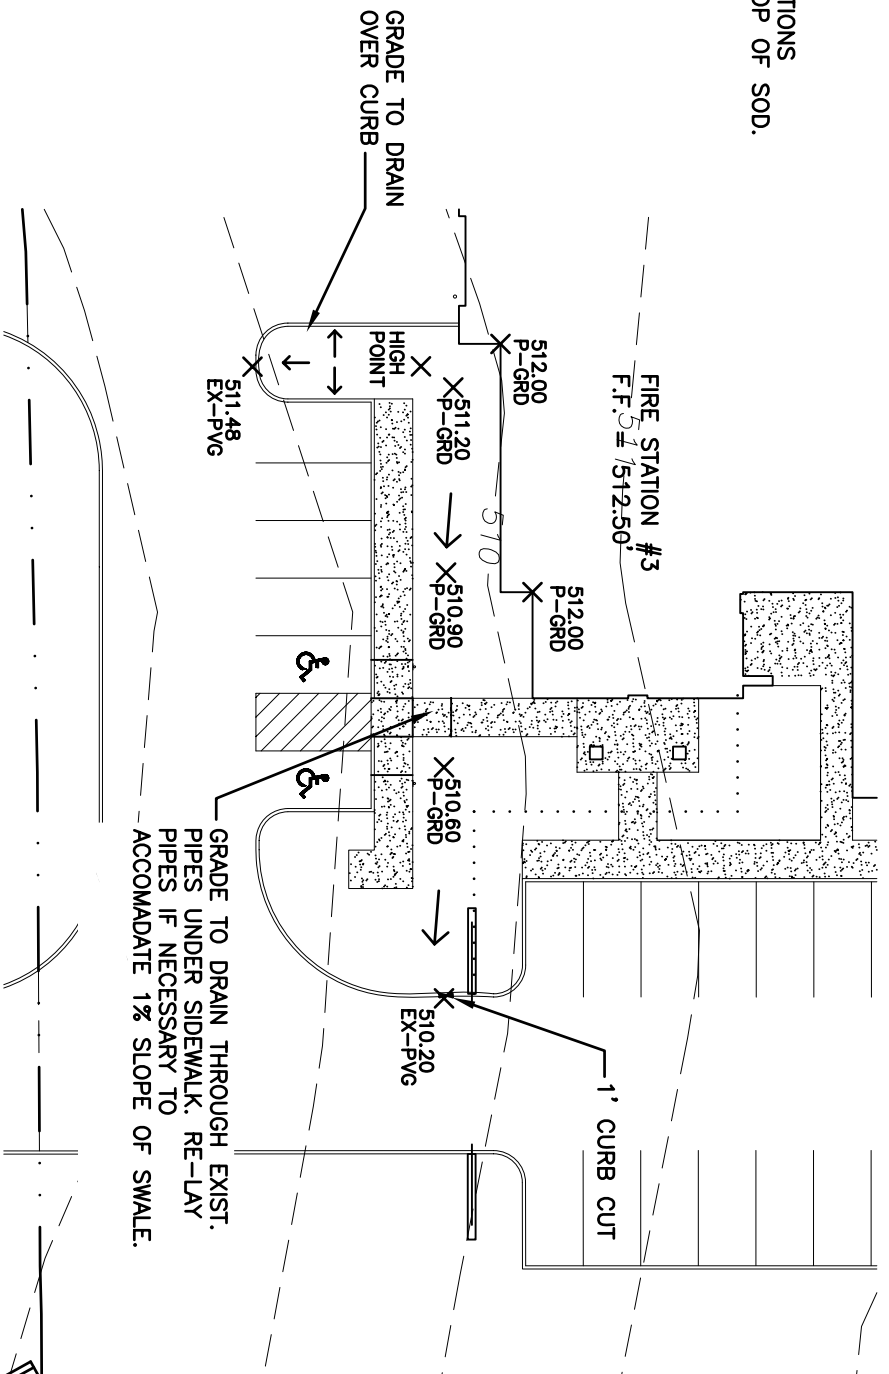 TIONS
OP OF SOD.
GRADE TO DRAIN
OVER CURB
FIRE STATION #3
F.F.= 512.50'
511
512.00
P-GRD
HIGH
POINT
511.20
P-GRD
511.48
EX-PVG
510
512.00
P-GRD
510.90
P-GRD
510.60
P-GRD
510.20
EX-PVG
1' CURB CUT
GRADE TO DRAIN THROUGH EXIST.
PIPES UNDER SIDEWALK. RE-LAY
PIPES IF NECESSARY TO
ACCOMADATE 1% SLOPE OF SWALE.